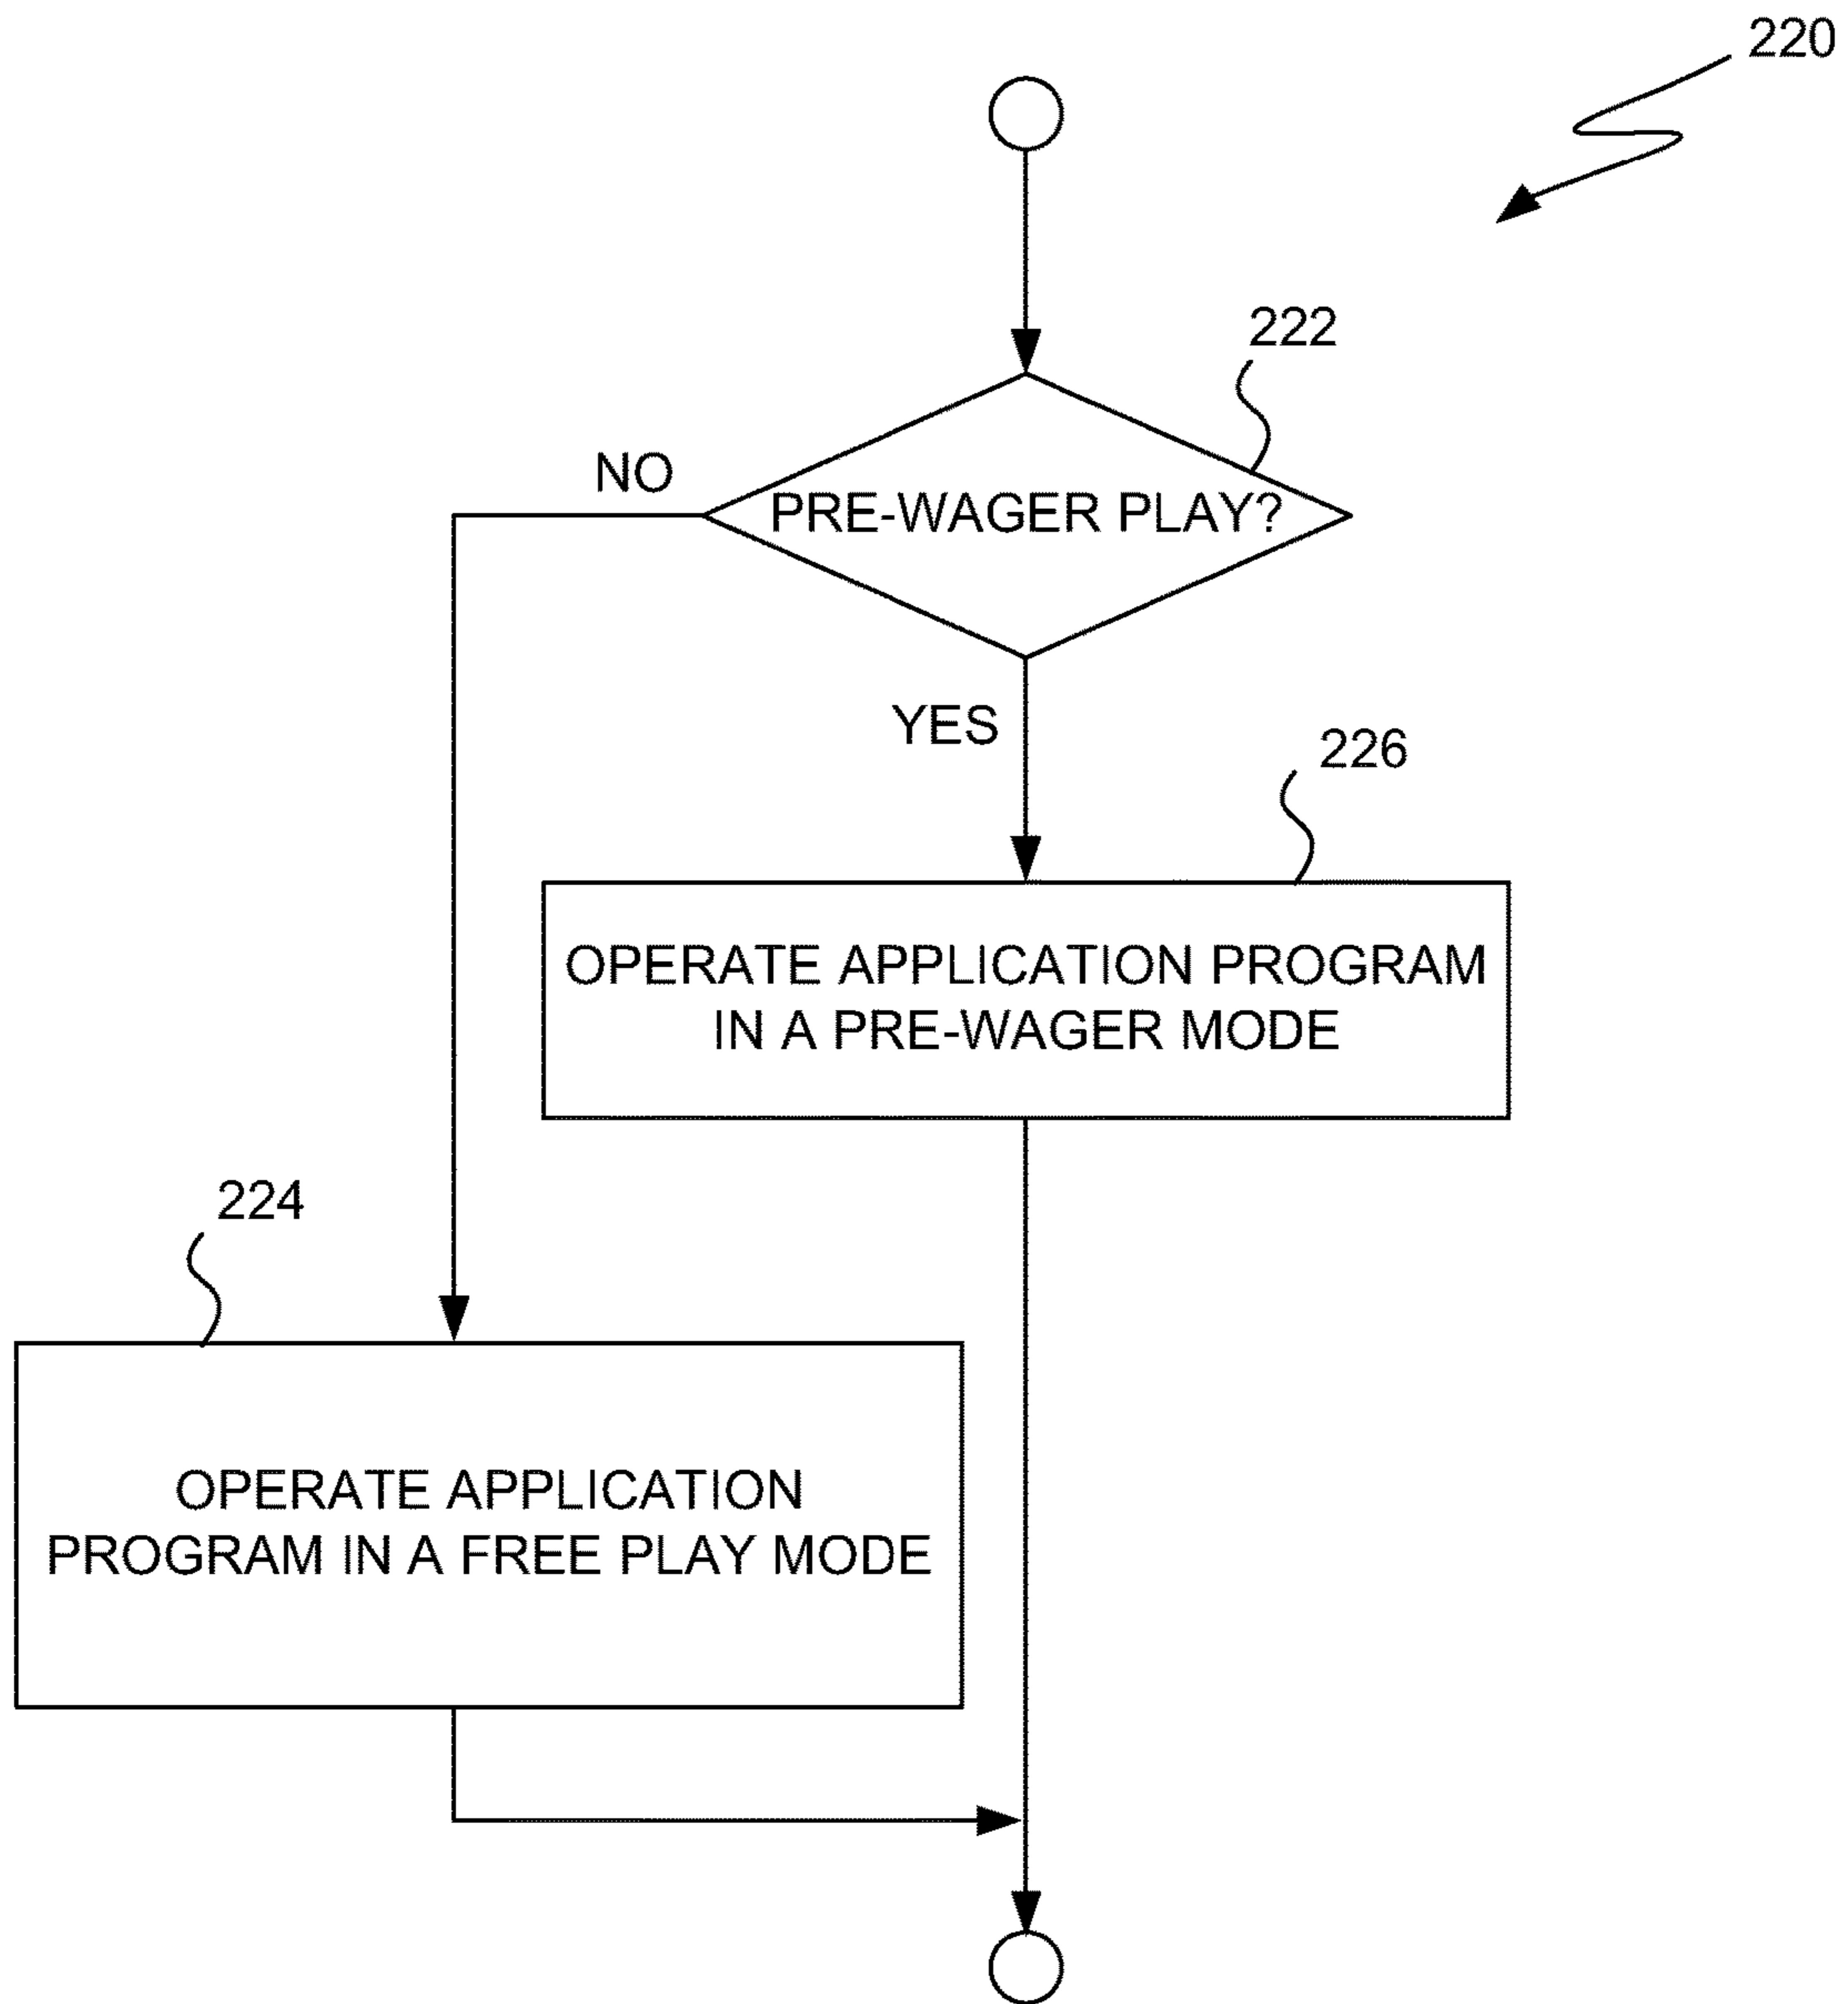 220
222
NO
PRE-WAGER PLAY?
YES
226
OPERATE APPLICATION PROGRAM
IN A PRE-WAGER MODE
224
OPERATE APPLICATION
PROGRAM IN A FREE PLAY MODE